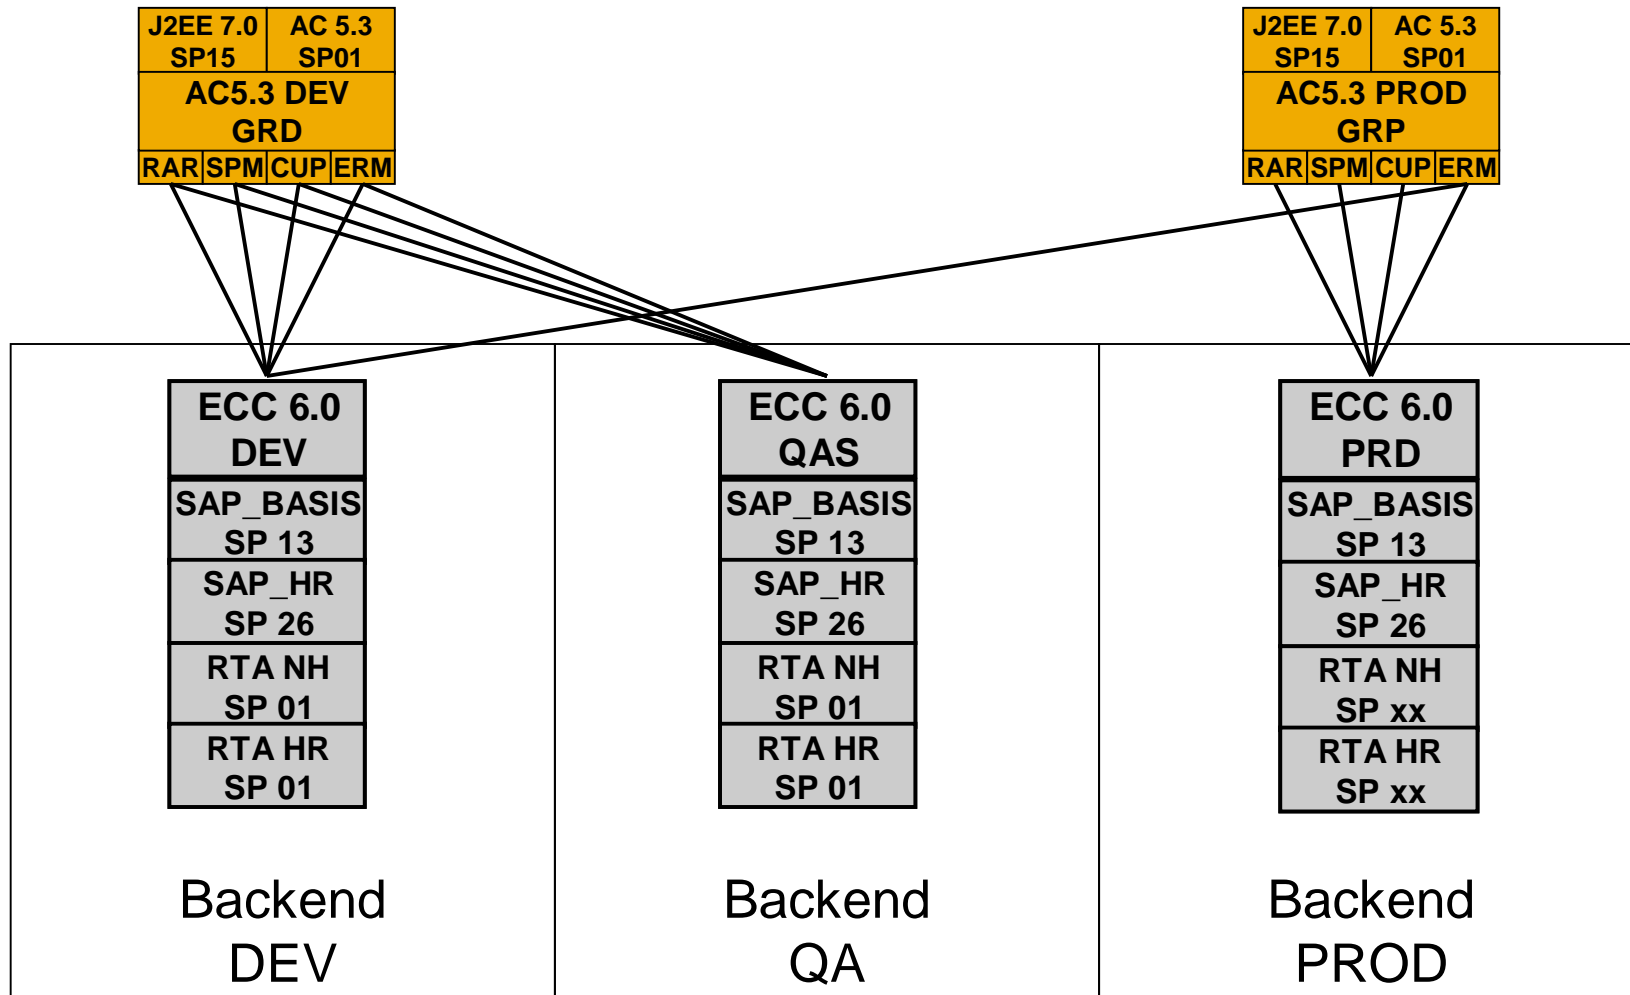 J2EE 7.0
SP15
AC 5.3
SP01
AC5.3 DEV
GRD
RAR SPM CUP ERM
J2EE 7.0
SP15
AC 5.3
SP01
AC5.3 PROD
GRP
RAR SPM CUP ERM
ECC 6.0
DEV
SAP_BASIS
SP 13
SAP_HR
SP 26
RTA NH
SP 01
RTA HR
SP 01
Backend
DEV
ECC 6.0
QAS
SAP_BASIS
SP 13
SAP_HR
SP 26
RTA NH
SP 01
RTA HR
SP 01
Backend
QA
ECC 6.0
PRD
SAP_BASIS
SP 13
SAP_HR
SP 26
RTA NH
SP xx
RTA HR
SP xx
Backend
PROD